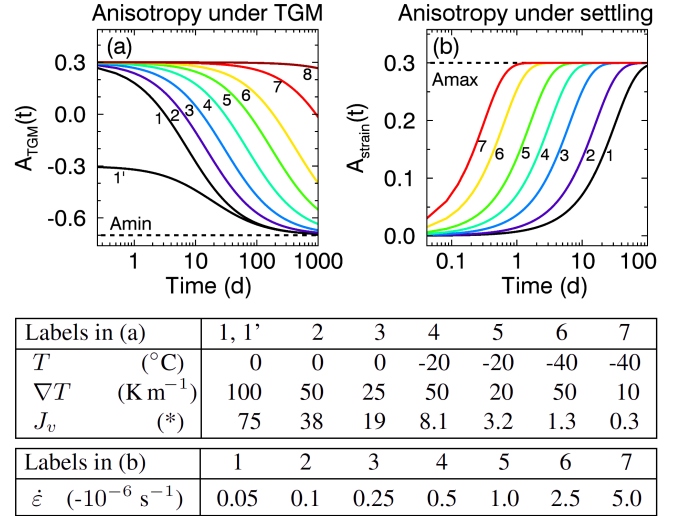 Anisotropy under TGM
Anisotropy under settling
(a)
0.3
0.0
-0.3
-0.6
A_TGM(t)
1 2 3 4 5 6 7 8
1'
Amin
1 10 100 1000
Time (d)
(b)
0.3
0.2
0.1
0.0
A_strain(t)
Amax
7 6 5 4 3 2 1
0.1 1 10 100
Time (d)
Labels in (a) 1, 1’ 2 3 4 5 6 7
T (°C) 0 0 0 -20 -20 -40 -40
∇T (K m⁻¹) 100 50 25 50 20 50 10
J_v (*) 75 38 19 8.1 3.2 1.3 0.3
Labels in (b) 1 2 3 4 5 6 7
ε̇ (-10⁻⁶ s⁻¹) 0.05 0.1 0.25 0.5 1.0 2.5 5.0